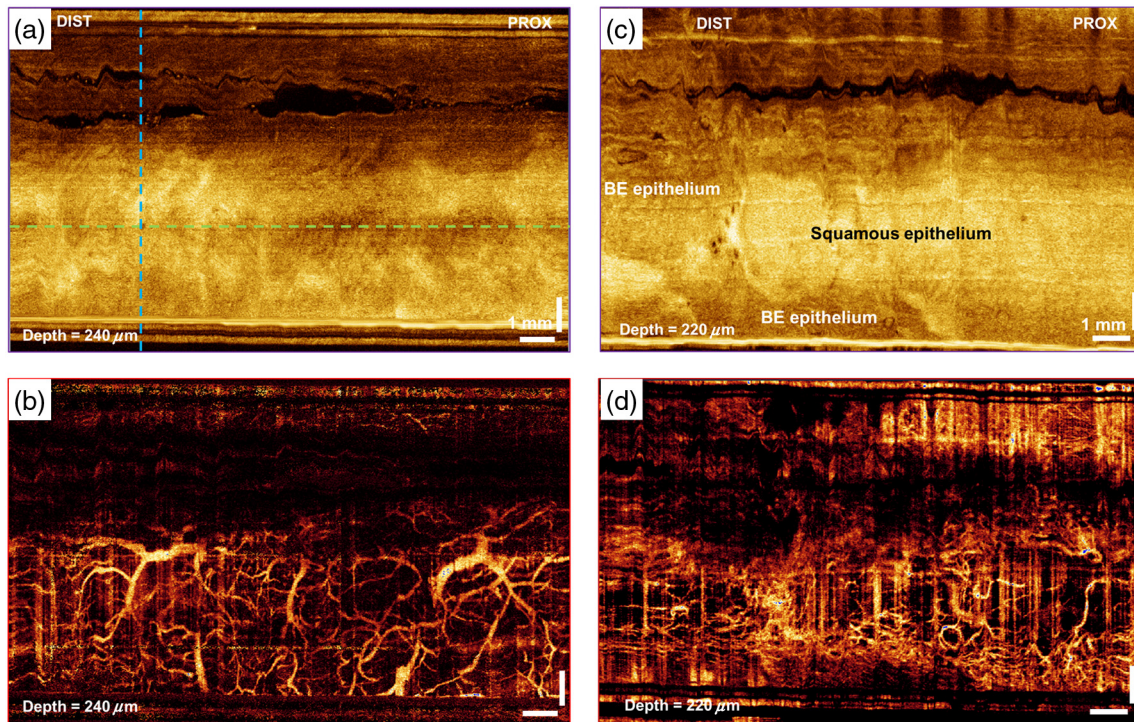 (a)
DIST
PROX
1 mm
Depth = 240 μm
(c)
DIST
PROX
BE epithelium
Squamous epithelium
BE epithelium
Depth = 220 μm
1 mm
(b)
Depth = 240 μm
(d)
Depth = 220 μm